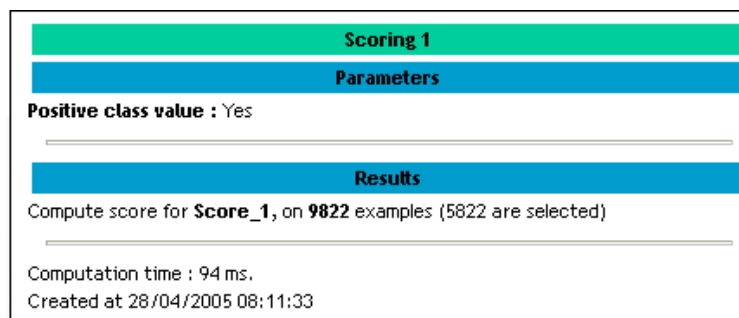 Scoring 1
Parameters
Positive class value : Yes
Results
Compute score for Score_1, on 9822 examples (5822 are selected)
Computation time : 94 ms.
Created at 28/04/2005 08:11:33